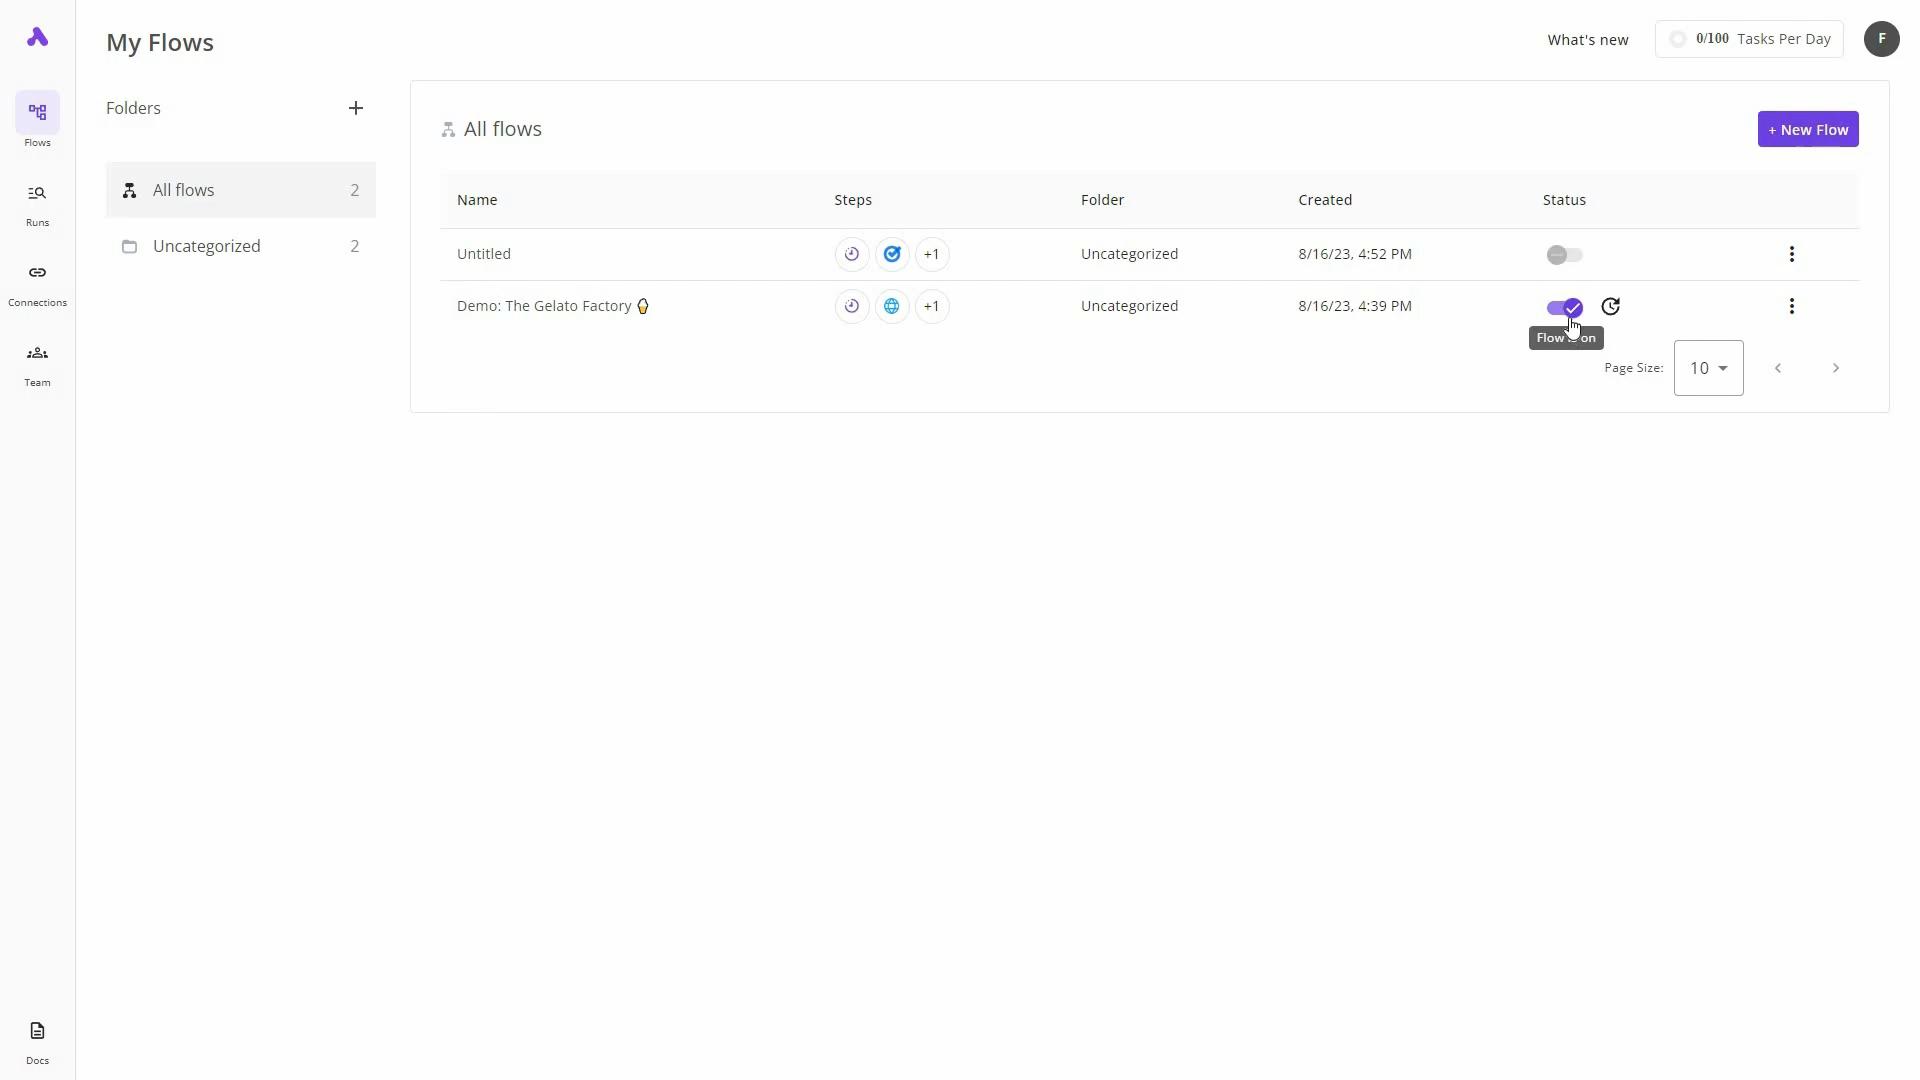 My Flows
What's new
0/100 Tasks Per Day
F
Folders
All flows
+ New Flow
Flows
All flows 2
Name Steps Folder Created Status
Runs
Uncategorized 2
Untitled +1 Uncategorized 8/16/23, 4:52 PM
Connections
Demo: The Gelato Factory +1 Uncategorized 8/16/23, 4:39 PM
Flow on
Page Size: 10
Team
Docs